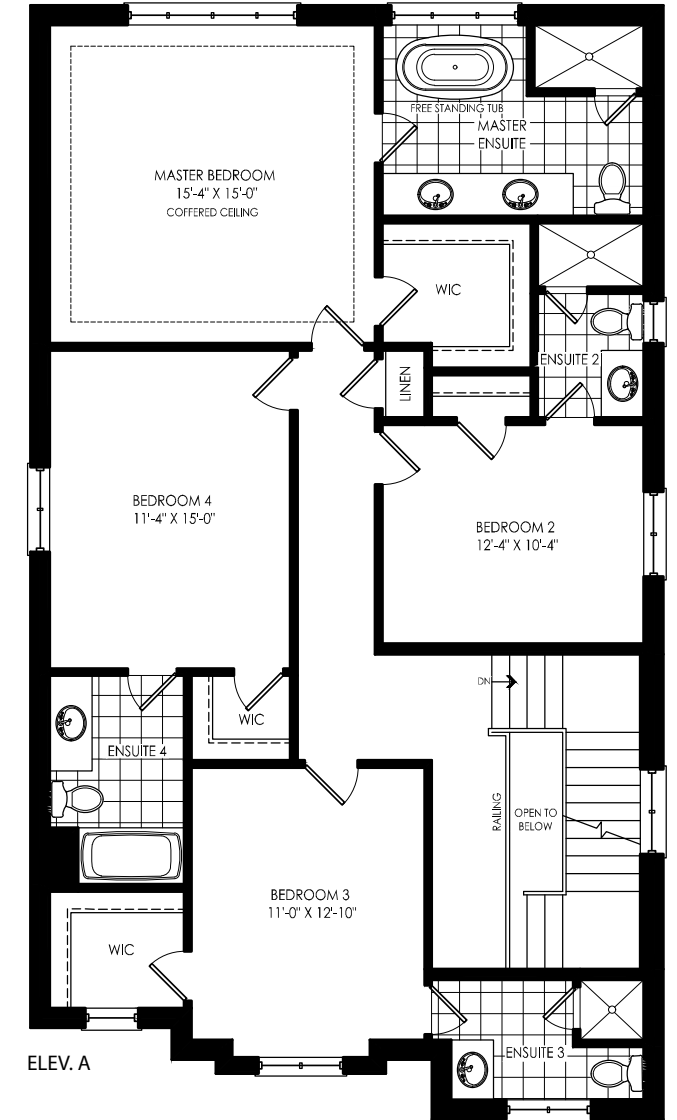 FREE STANDING TUB
MASTER
ENSUITE
MASTER BEDROOM
15'-4" X 15'-0"
COFFERED CEILING
WIC
ENSUITE 2
LINEN
BEDROOM 4
11'-4" X 15'-0"
BEDROOM 2
12'-4" X 10'-4"
DN
WIC
ENSUITE 4
RAILING
OPEN TO
BELOW
BEDROOM 3
11'-0" X 12'-10"
WIC
ENSUITE 3
ELEV. A